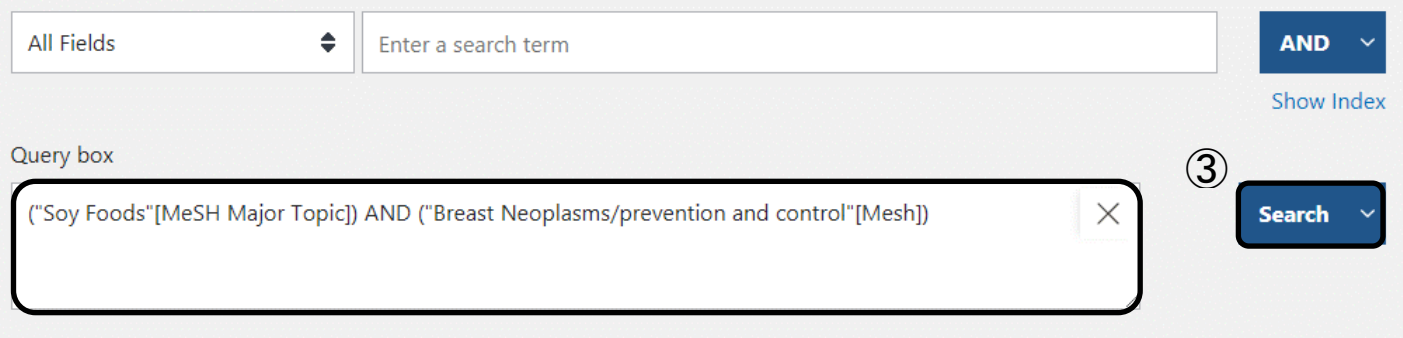 All Fields
Enter a search term
AND
Show Index
Query box
③
("Soy Foods"[MeSH Major Topic]) AND ("Breast Neoplasms/prevention and control"[Mesh])
Search